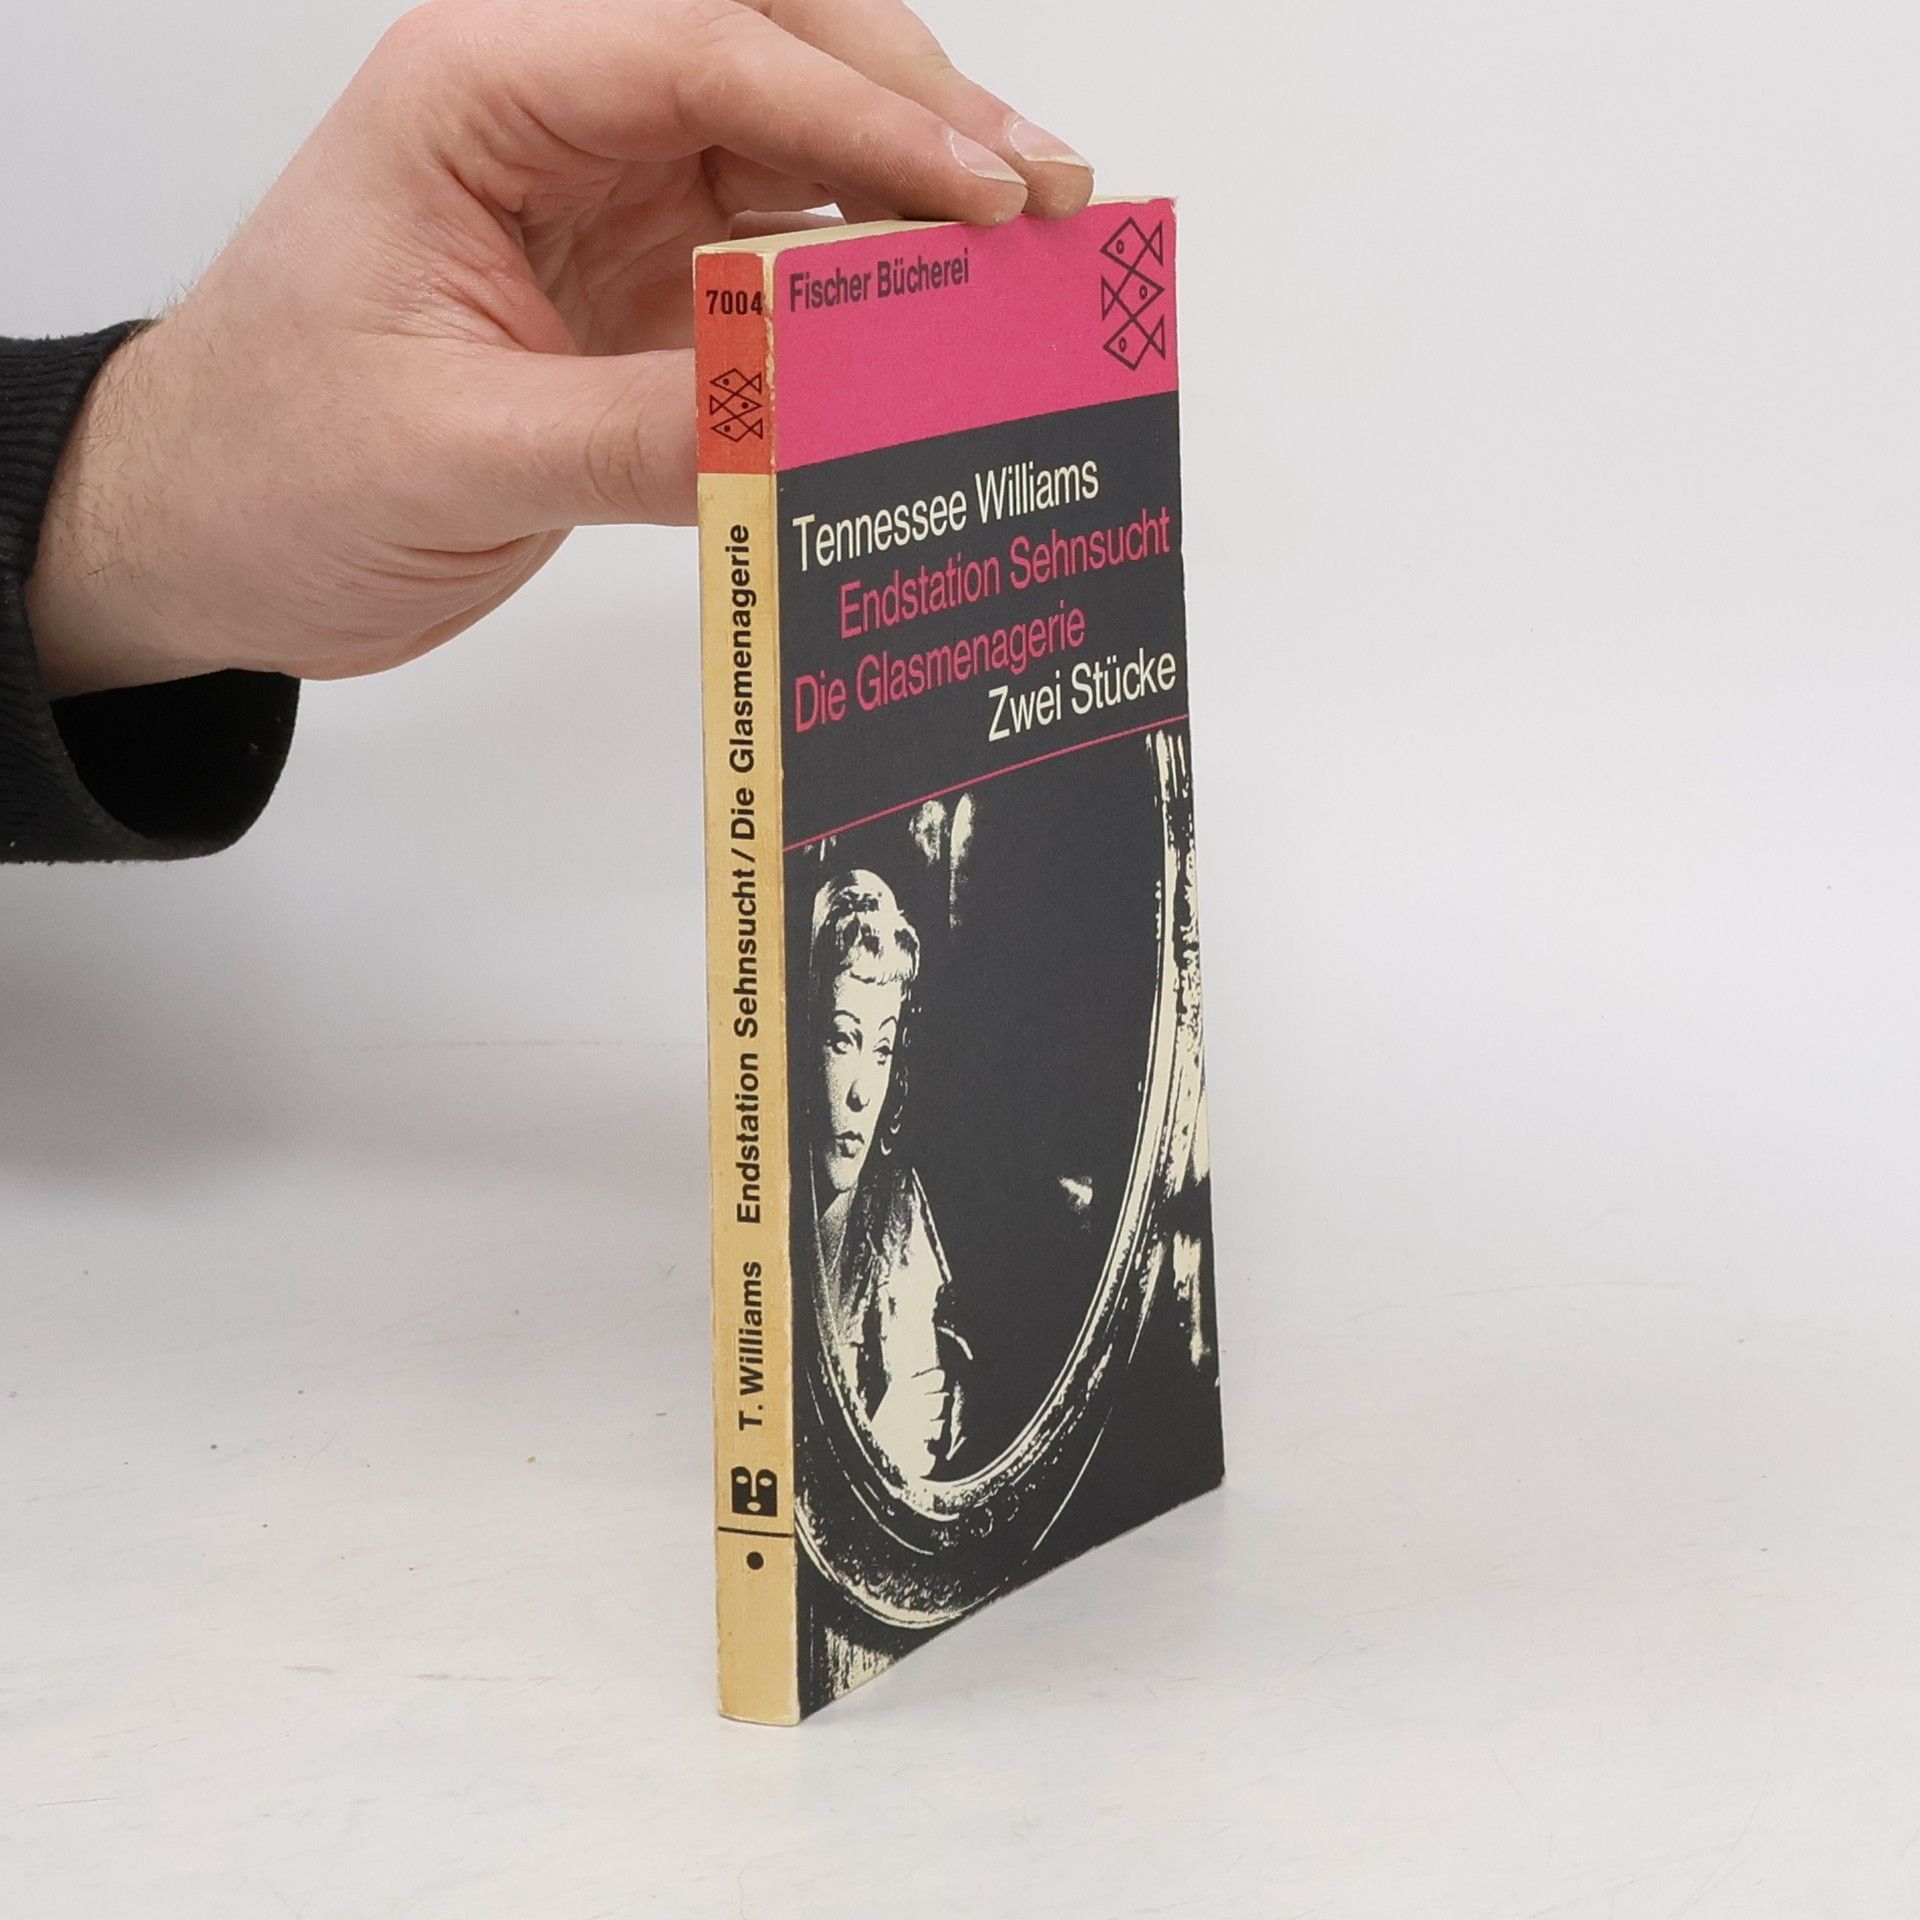 7004
T. Williams Endstation Sehnsucht / Die Glasmenagerie
Fischer Bücherei
Tennessee Williams
Endstation Sehnsucht
Die Glasmenagerie
Zwei Stücke